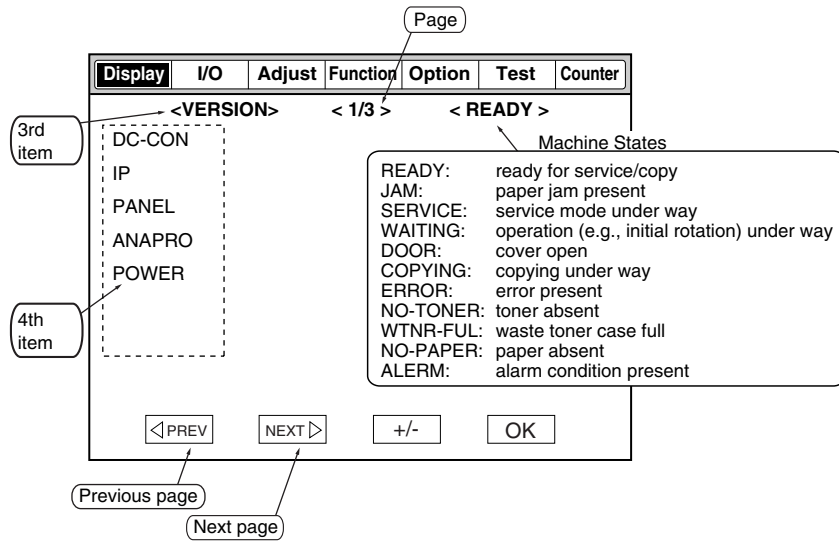 Page
Display I/O Adjust Function Option Test Counter
<VERSION> < 1/3 > < READY >
3rd
item
Machine States
DC-CON
IP
PANEL
ANAPRO
POWER
READY: ready for service/copy
JAM: paper jam present
SERVICE: service mode under way
WAITING: operation (e.g., initial rotation) under way
DOOR: cover open
COPYING: copying under way
ERROR: error present
NO-TONER: toner absent
WTNR-FUL: waste toner case full
NO-PAPER: paper absent
ALERM: alarm condition present
4th
item
PREV NEXT +/- OK
Previous page
Next page